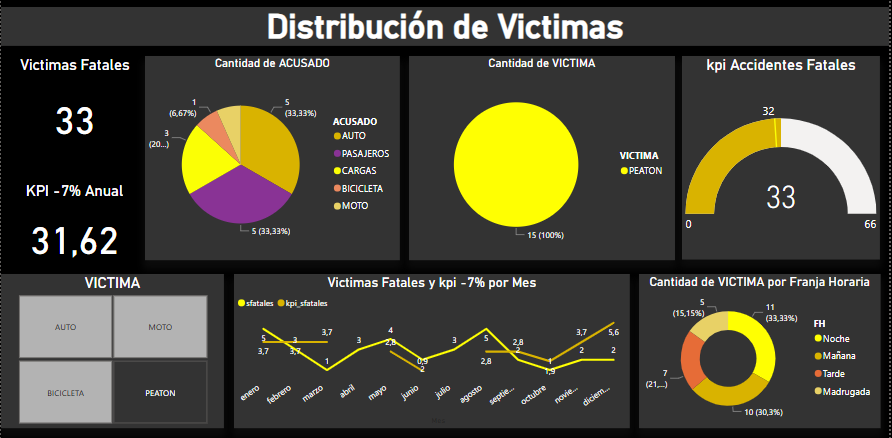 Distribución de Victimas
Victimas Fatales
33
KPI -7% Anual
31,62
Cantidad de ACUSADO
1
(6,67%)
5
(33,33%)
3
(20...)
5 (33,33%)
ACUSADO
AUTO
PASAJEROS
CARGAS
BICICLETA
MOTO
Cantidad de VICTIMA
15 (100%)
VICTIMA
PEATON
kpi Accidentes Fatales
32
33
0
66
VICTIMA
AUTO
MOTO
BICICLETA
PEATON
Victimas Fatales y kpi -7% por Mes
sfatales
kpi_sfatales
5
3
1
3
4
0,9
3
5
2
1
2
2
3,7
3,7
3,7
2,8
2
2,8
2,8
1,9
3,7
5,6
enero
febrero
marzo
abril
mayo
junio
julio
agosto
septie...
octubre
novie...
diciem...
Cantidad de VICTIMA por Franja Horaria
5
(15,15%)
11
(33,33%)
7
(21,...)
10 (30,3%)
FH
Noche
Mañana
Tarde
Madrugada